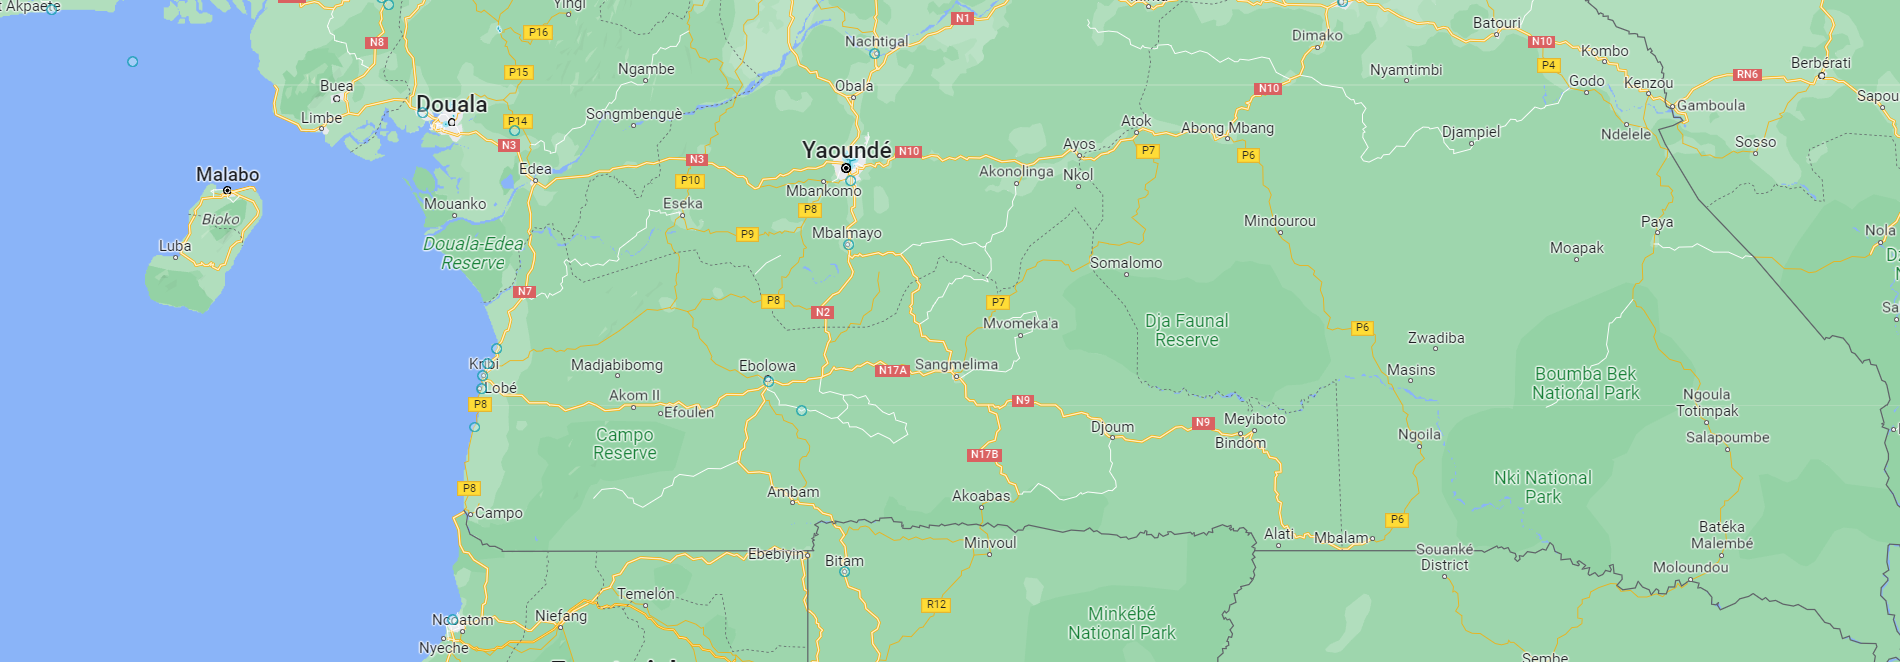 t Akpaete
Yingi
N1
Batouri
P16
N8
Nachtigal
Dimako
N10
Kombo
Berbérati
P15
Ngambe
Nyamtimbi
P4
RN6
Buea
Obala
N10
Godo
Kenzou
Sapou
Douala
Gamboula
Limbe
Songmbenguè
P14
Atok
Abong Mbang
Djampiel
Ndelele
Sosso
N3
Yaoundé
N10
Ayos
P7
P6
N3
Edea
Akonolinga
Nkol
Malabo
P10
Mbankomo
Mouanko
Eseka
P8
Bioko
Mindourou
Paya
Nola
P9
Mbalmayo
Luba
Douala-Edea
Reserve
Moapak
Somalomo
N7
P8
N2
P7
Mvomeka'a
Dja Faunal
Reserve
P6
Zwadiba
Sa
Kribi
Madjabibomg
Ebolowa
N17A
Sangmelima
Masins
Boumba Bek
National Park
Lobé
P8
Akom II
Efoulen
N9
Ngoula
Totimpak
Campo
Reserve
Djoum
N9
Meyiboto
Bindom
Ngoila
Salapoumbe
N17B
Nki National
Park
P8
Ambam
Akoabas
Campo
P6
Batéka
Malembé
Alati
Mbalam
Ebebiyin
Bitam
Minvoul
Souanké
District
Moloundou
Temelón
R12
Niefang
Minkébé
National Park
Nyeche
Sembe